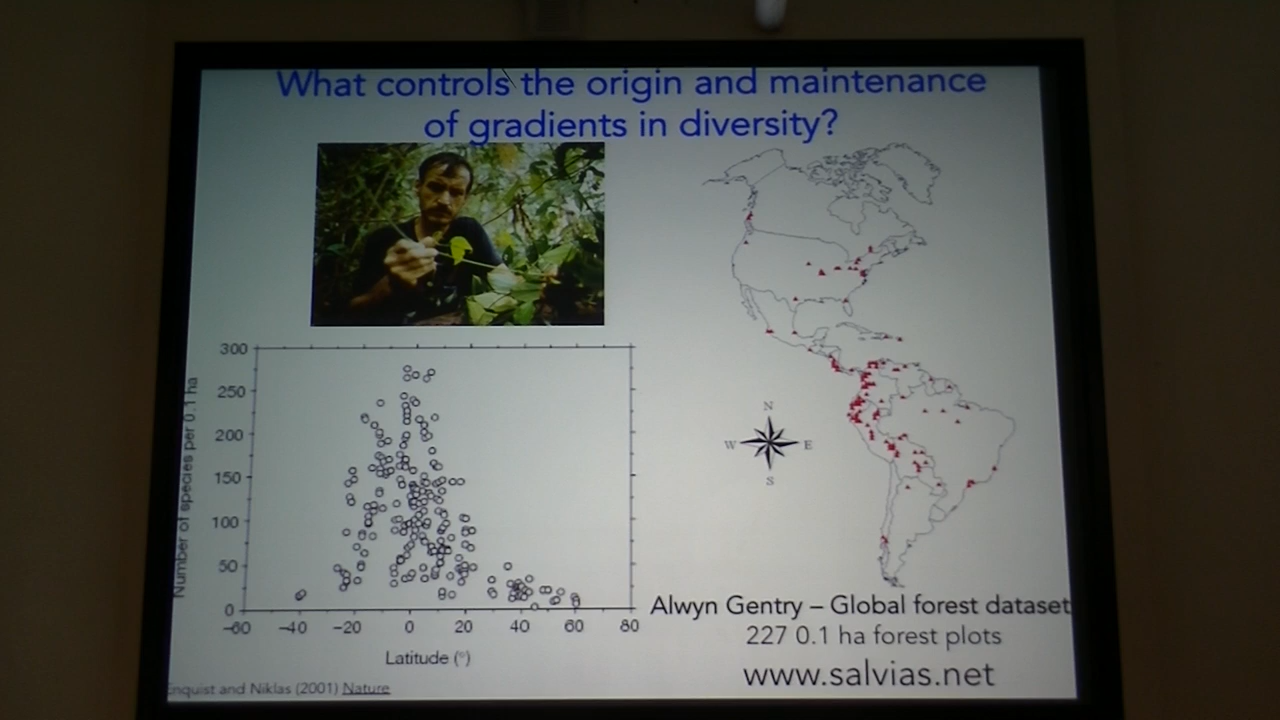 What controls the origin and maintenance
of gradients in diversity?
N
W E
S
Number of species per 0.1 ha
300
250
200
150
100
50
0
−60 −40 −20 0 20 40 60 80
Latitude (°)
Enquist and Niklas (2001) Nature
Alwyn Gentry – Global forest dataset
227 0.1 ha forest plots
www.salvias.net